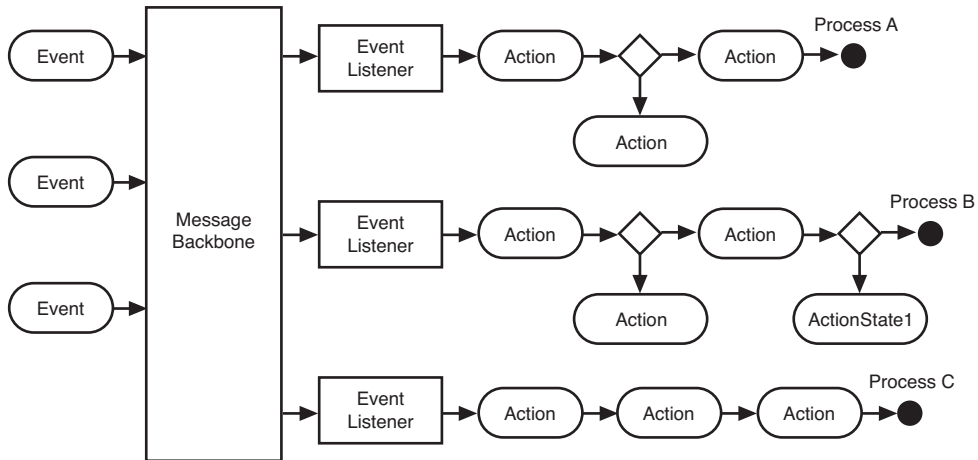 Process A
Event
Event
Listener
Action
Action
Action
Event
Message
Backbone
Process B
Event
Listener
Action
Action
Action
ActionState1
Event
Process C
Event
Listener
Action
Action
Action